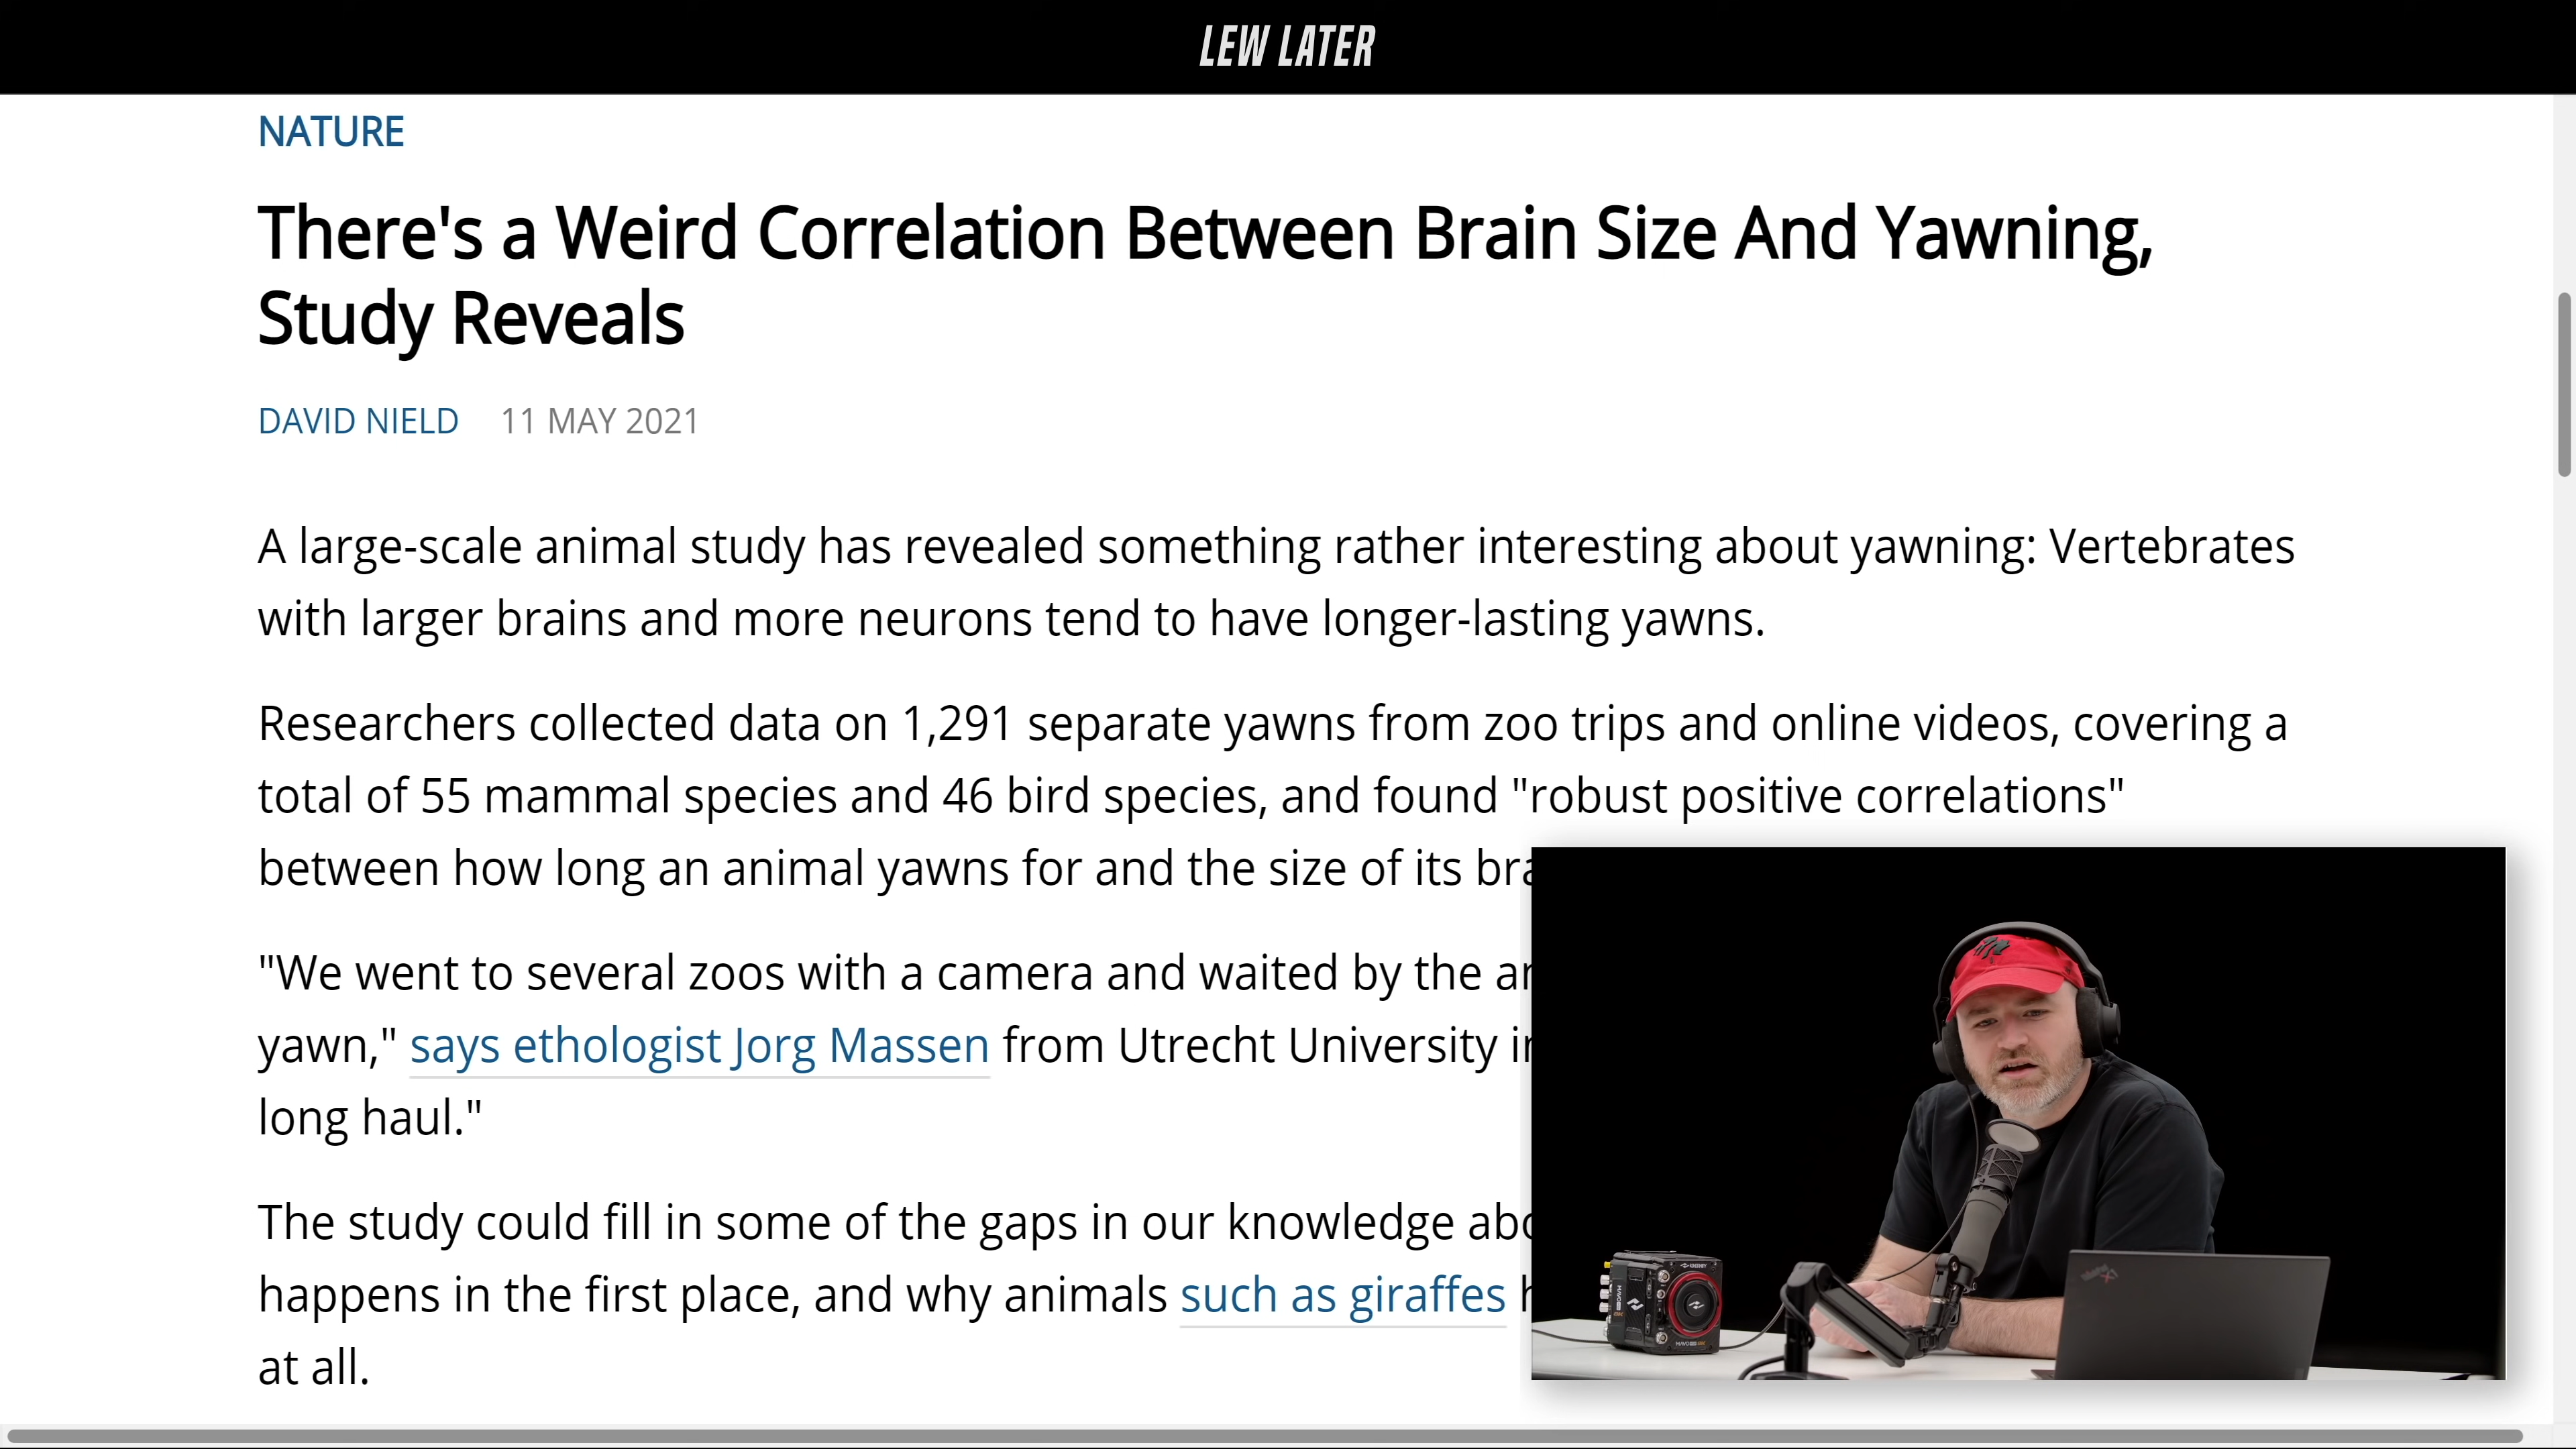 LEW LATER
NATURE
There's a Weird Correlation Between Brain Size And Yawning,
Study Reveals
DAVID NIELD 11 MAY 2021
A large-scale animal study has revealed something rather interesting about yawning: Vertebrates
with larger brains and more neurons tend to have longer-lasting yawns.
Researchers collected data on 1,291 separate yawns from zoo trips and online videos, covering a
total of 55 mammal species and 46 bird species, and found "robust positive correlations"
between how long an animal yawns for and the size of its
"We went to several zoos with a camera and waited by the
yawn," says ethologist Jorg Massen from Utrecht University
long haul."
The study could fill in some of the gaps in our knowledge
happens in the first place, and why animals such as giraffes
at all.